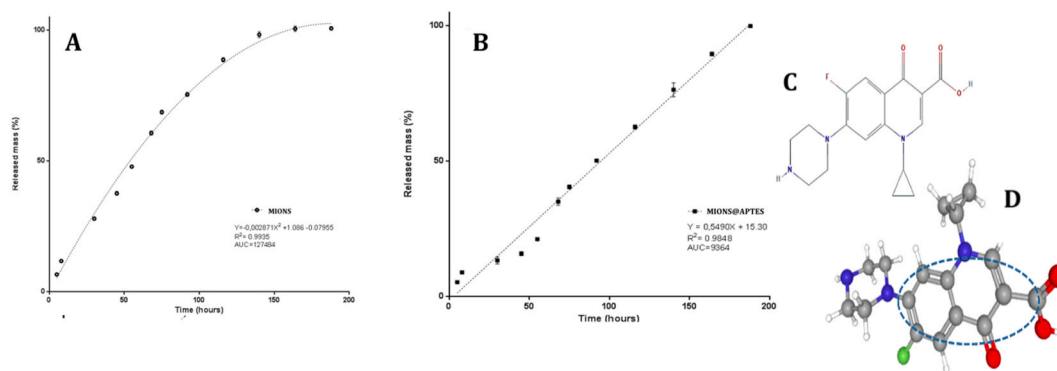 A
100
50
0
0
50
100
150
200
Released mass (%)
Time (hours)
MIONS
Y=-0,002871X² +1.086 -0.07955
R²= 0.9935
AUC=127484
B
100
50
0
0
50
100
150
200
Released mass (%)
Time (hours)
MIONS@APTES
Y = 0,5490X + 15.30
R² = 0.9848
AUC=9364
C
O
O
F
O
H
N
N
N
H
D